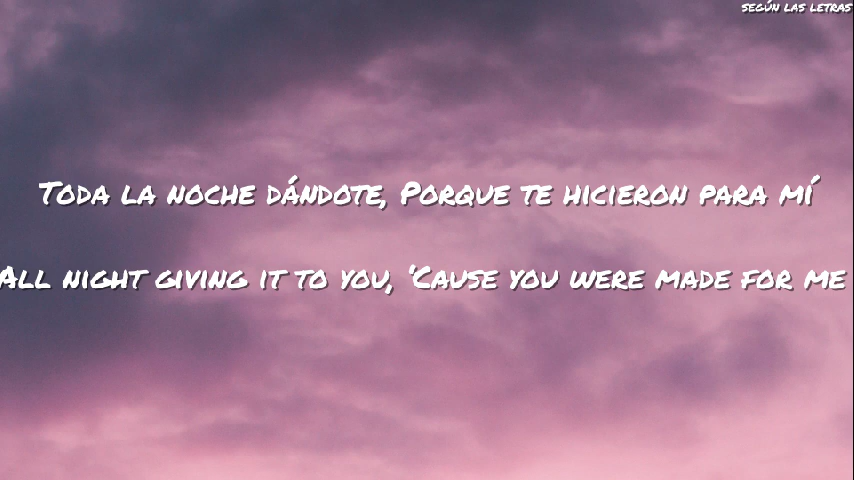 SEGÚN LAS LETRAS
TODA LA NOCHE DÁNDOTE, PORQUE TE HICIERON PARA MÍ
ALL NIGHT GIVING IT TO YOU, 'CAUSE YOU WERE MADE FOR ME